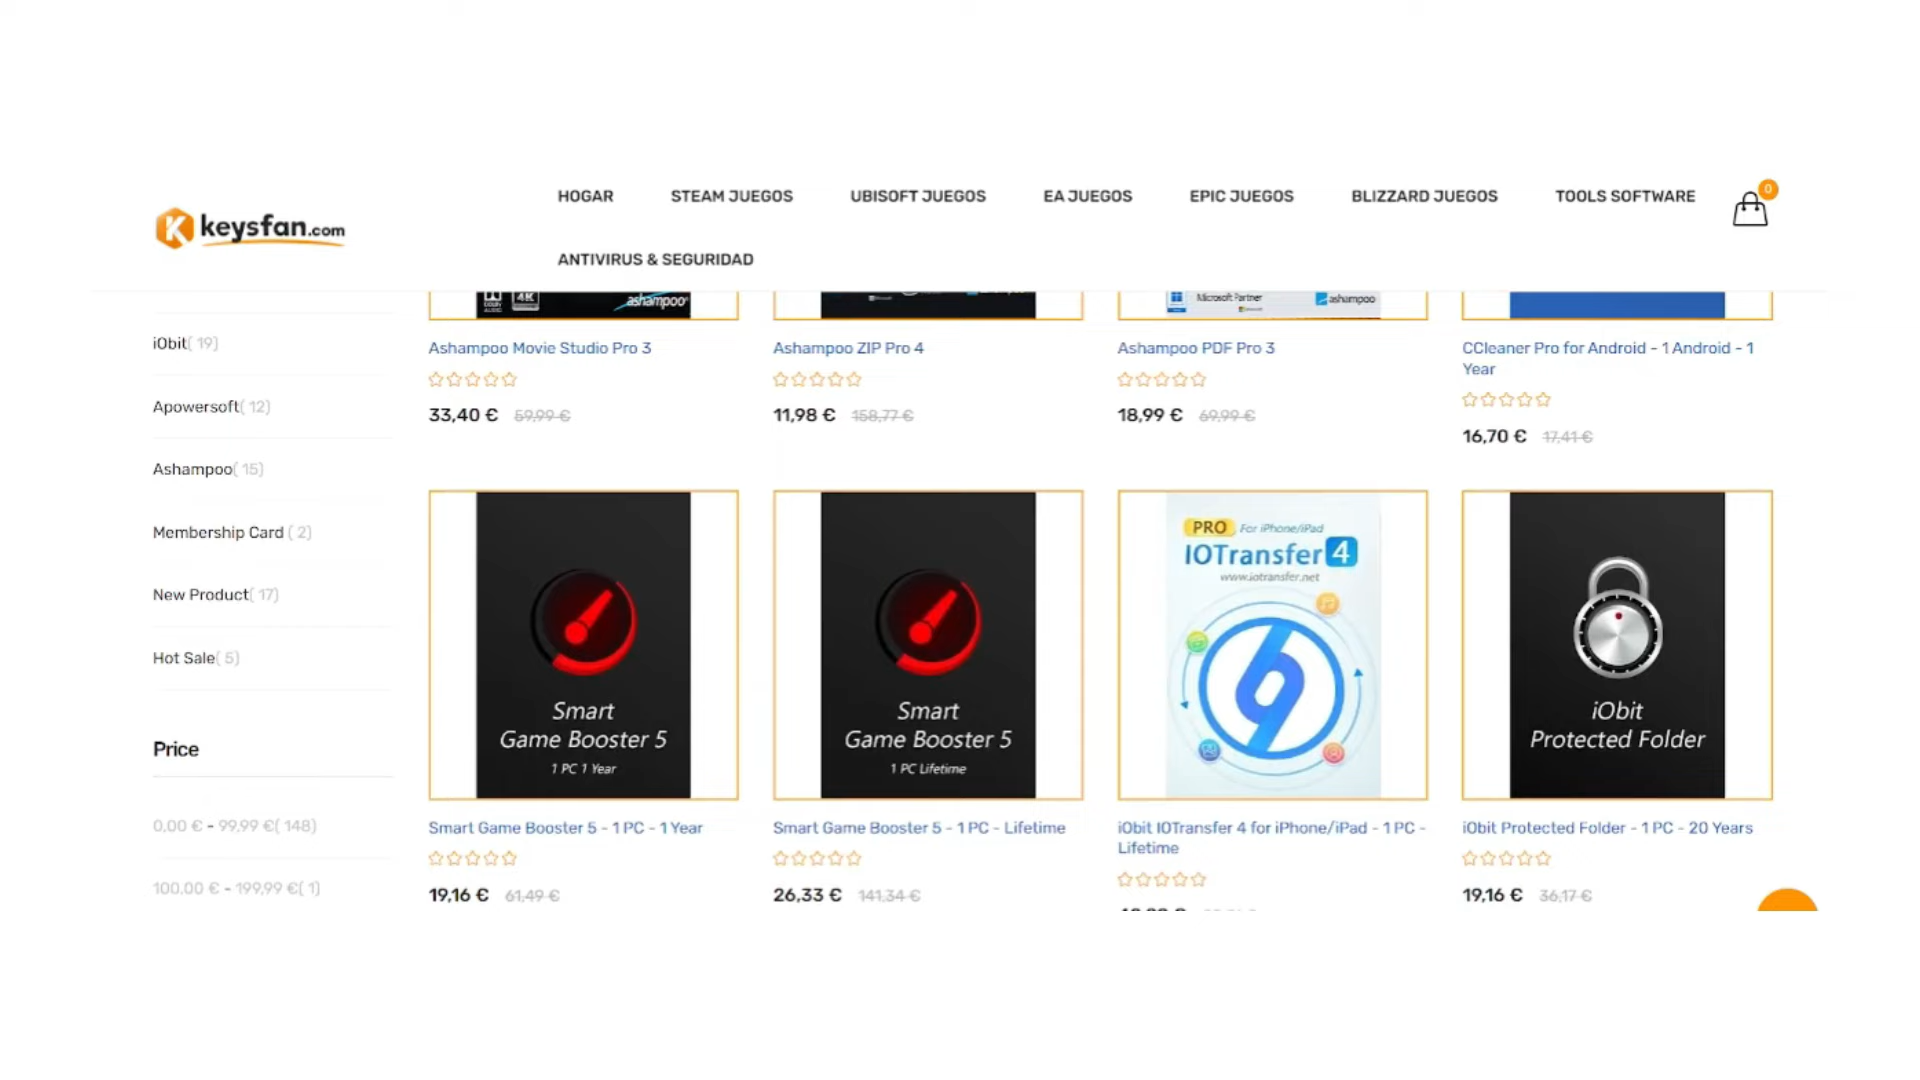 keysfan.com
HOGAR STEAM JUEGOS UBISOFT JUEGOS EA JUEGOS EPIC JUEGOS BLIZZARD JUEGOS TOOLS SOFTWARE
0
ANTIVIRUS & SEGURIDAD
iObit( 19)
Apowersoft( 12)
Ashampoo( 15)
Membership Card ( 2)
New Product( 17)
Hot Sale( 5)
Price
0,00 € - 99,99 €( 148)
100,00 € - 199,99 €( 1)
4K
ashampoo
Microsoft Partner
ashampoo
Ashampoo Movie Studio Pro 3
33,40 € 59,99 €
Ashampoo ZIP Pro 4
11,98 € 158,77 €
Ashampoo PDF Pro 3
18,99 € 69,99 €
CCleaner Pro for Android - 1 Android - 1
Year
16,70 € 17,41 €
Smart
Game Booster 5
1 PC 1 Year
Smart Game Booster 5 - 1 PC - 1 Year
19,16 € 61,49 €
Smart
Game Booster 5
1 PC Lifetime
Smart Game Booster 5 - 1 PC - Lifetime
26,33 € 141,34 €
PRO For iPhone/iPad
IOTransfer 4
www.iotransfer.net
iObit IOTransfer 4 for iPhone/iPad - 1 PC -
Lifetime
iObit
Protected Folder
iObit Protected Folder - 1 PC - 20 Years
19,16 € 36,17 €